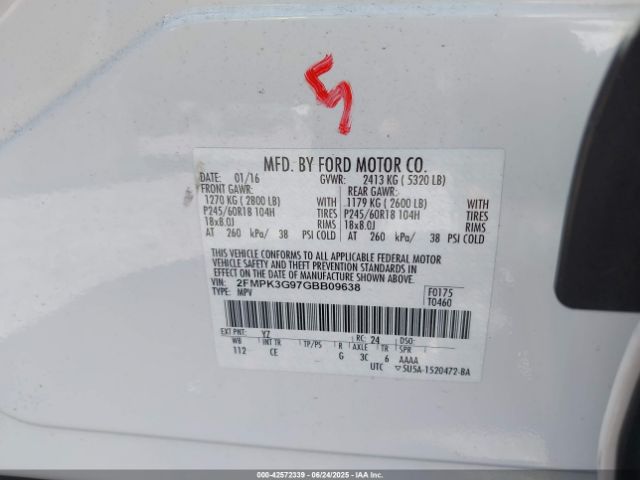 5
MFD. BY FORD MOTOR CO.
DATE: 01/16 GVWR: 2413 KG ( 5320 LB)
FRONT GAWR: REAR GAWR:
1270 KG ( 2800 LB) 1179 KG ( 2600 LB)
P245/60R18 104H TIRES P245/60R18 104H TIRES
18x8.0J RIMS 18x8.0J RIMS
AT 260 kPa/ 38 PSI COLD AT 260 kPa/ 38 PSI COLD
THIS VEHICLE CONFORMS TO ALL APPLICABLE FEDERAL MOTOR
VEHICLE SAFETY AND THEFT PREVENTION STANDARDS IN
EFFECT ON THE DATE OF MANUFACTURE SHOWN ABOVE.
VIN: 2FMPK3G97GBB09638 F0175
TYPE: MPV T0460
EXT PNT: YZ RC: 24 DSO:
WB INT TR TP/PS R AXLE TR SPR
112 CE G 3C 6 AAAA
UTC ▽5U5A-1520472-BA
000-42572339 | 06/24/2025 | IAAI.COM